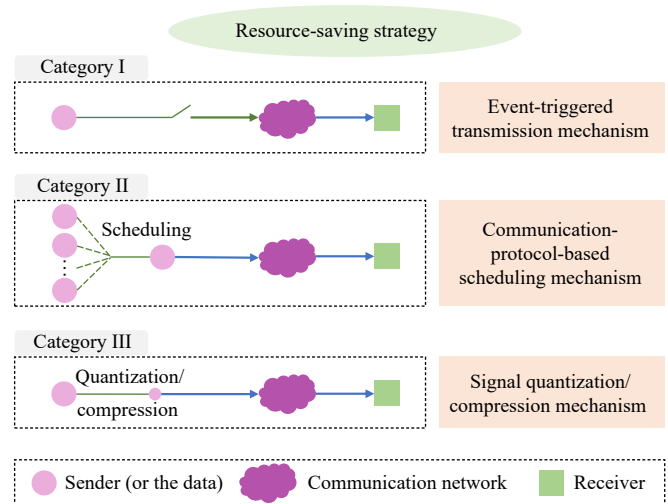 Resource-saving strategy
Category I
Event-triggered
transmission mechanism
Category II
Scheduling
Communication-
protocol-based
scheduling mechanism
Category III
Quantization/
compression
Signal quantization/
compression mechanism
Sender (or the data)
Communication network
Receiver